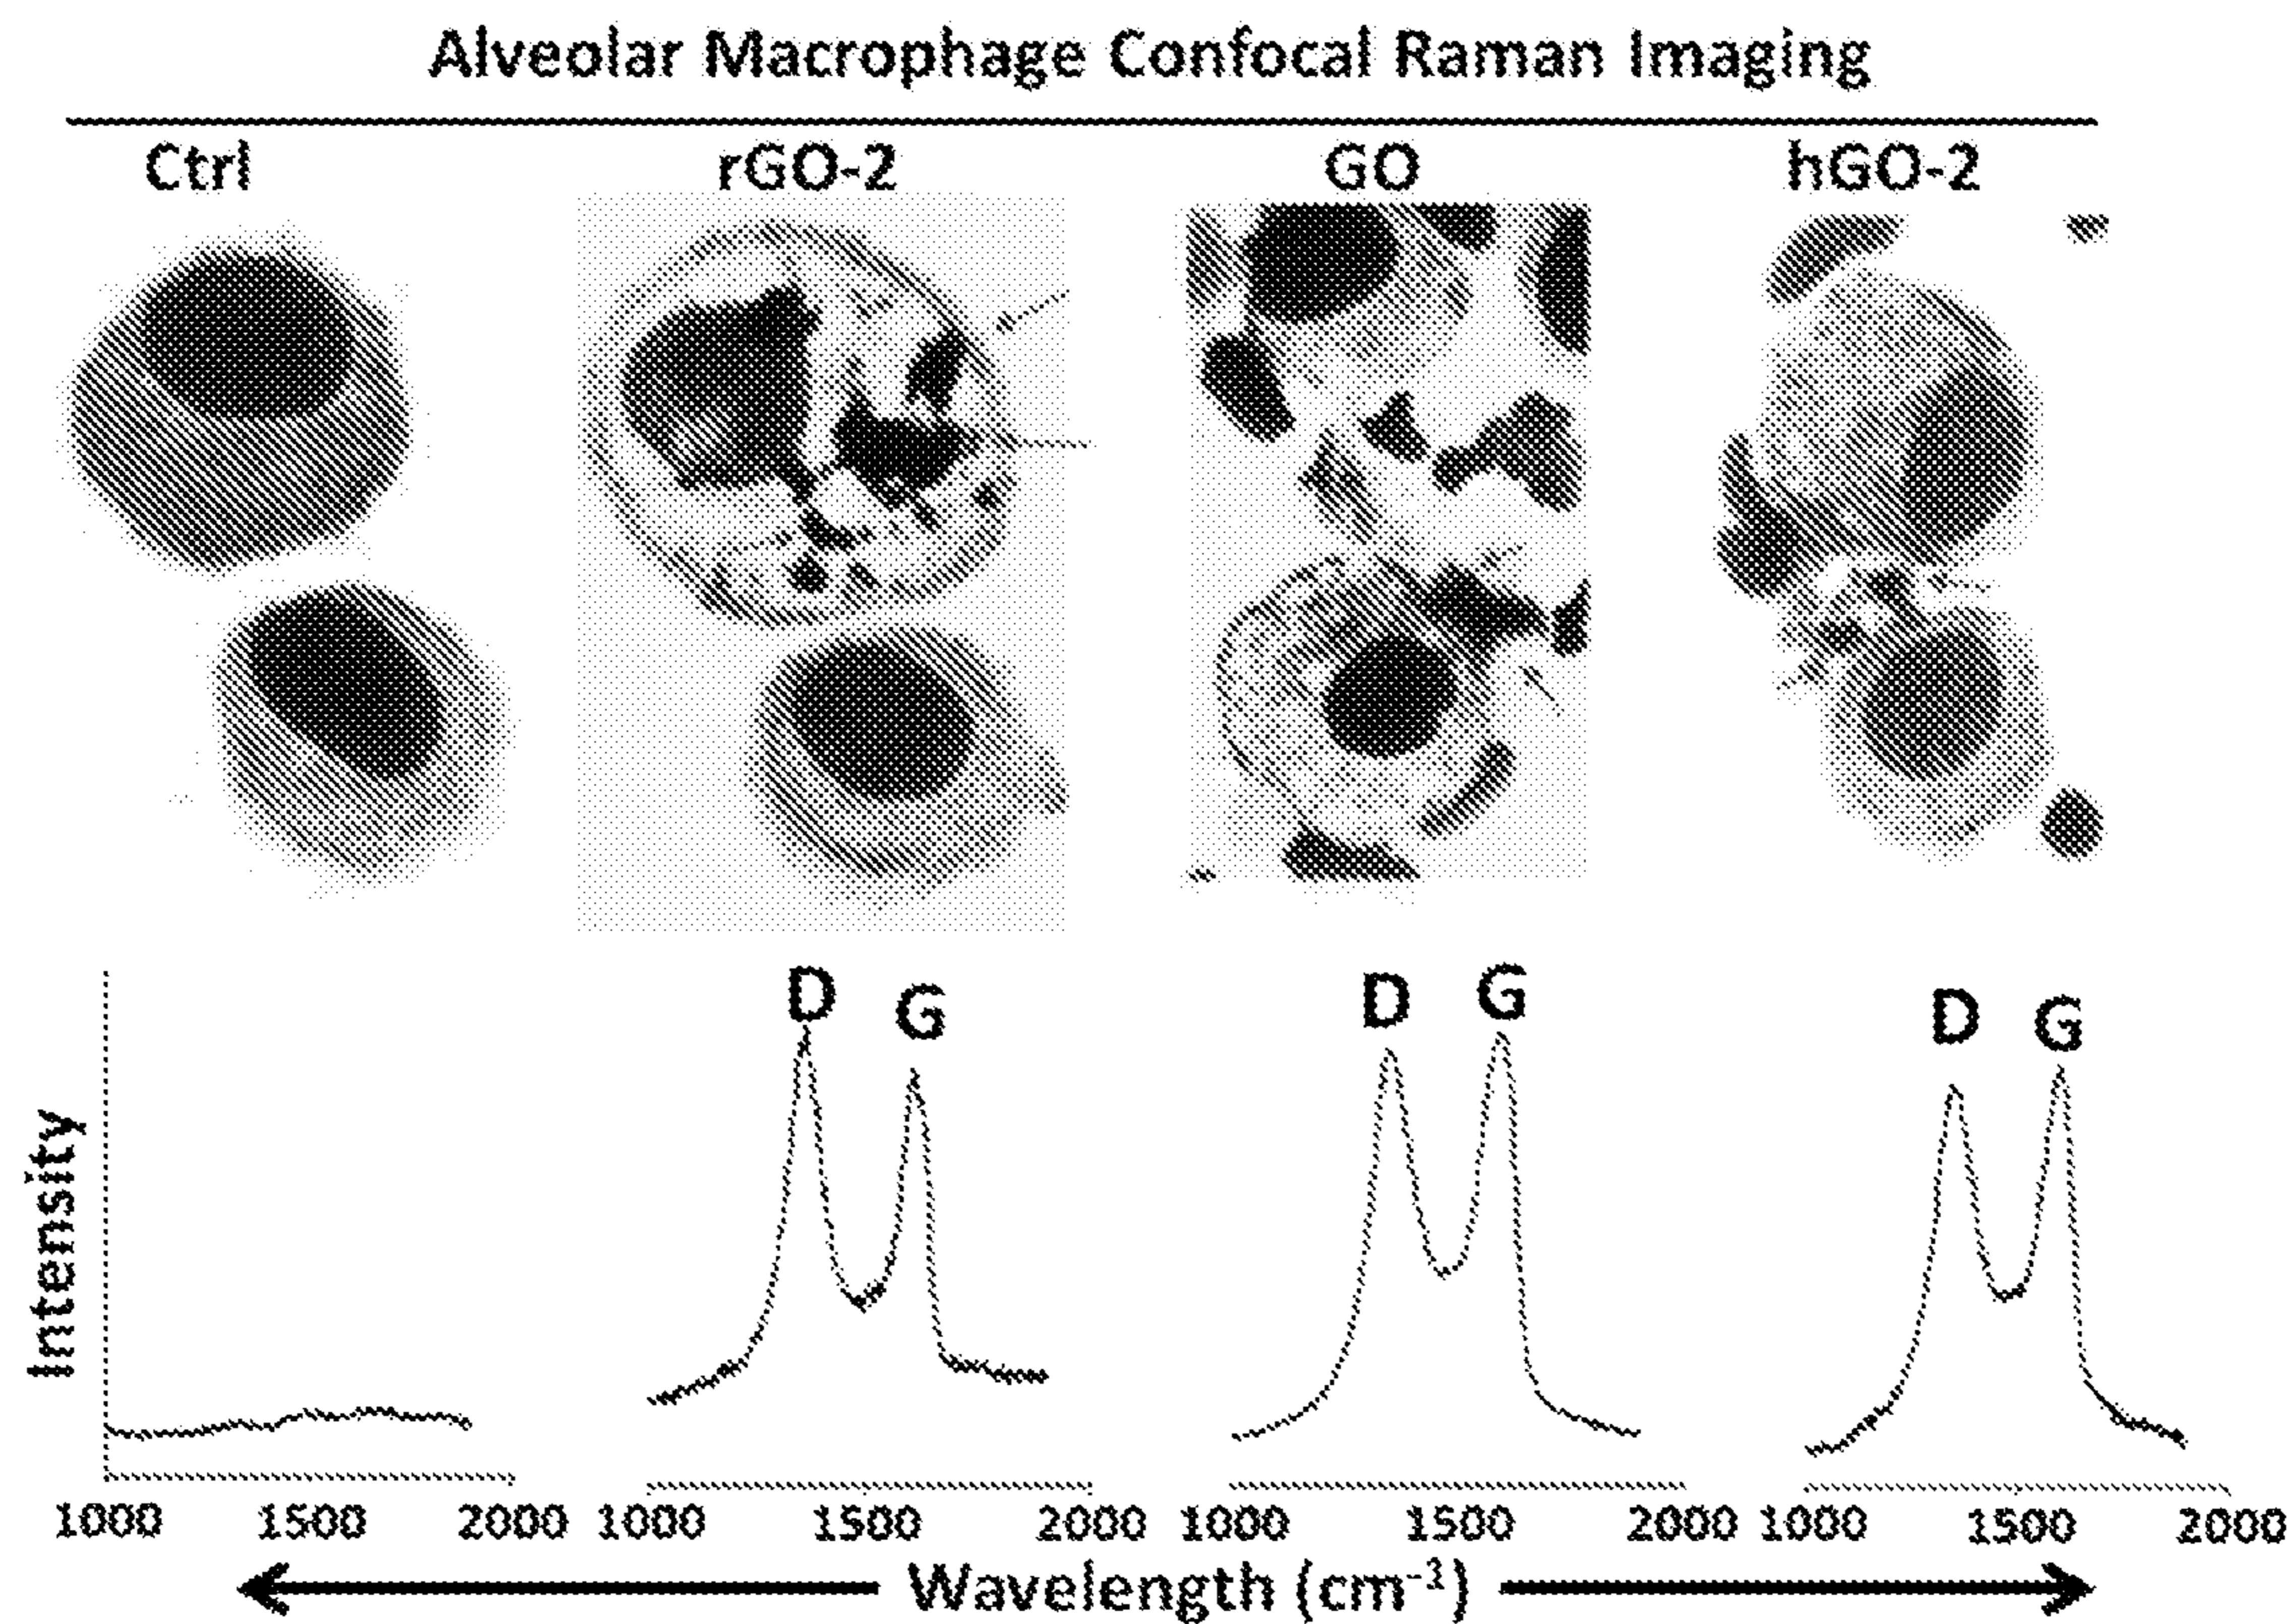 Alveolar Macrophage Confocal Raman Imaging
Ctrl rGO-2 GO hGO-2
D G D G D G
Intensity
1000 1500 2000 1000 1500 2000 1000 1500 2000 1000 1500 2000
Wavelength (cm⁻¹)